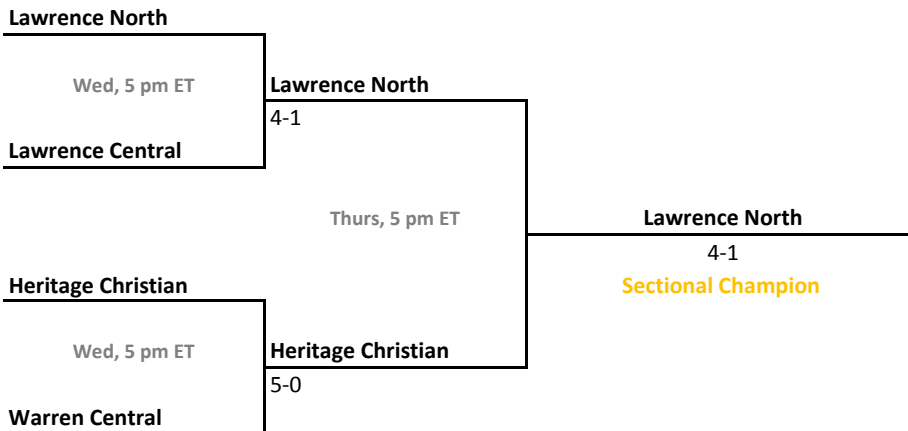 Lawrence North
Wed, 5 pm ET
Lawrence North
4-1
Lawrence Central
Thurs, 5 pm ET
Lawrence North
4-1
Sectional Champion
Heritage Christian
Wed, 5 pm ET
Heritage Christian
5-0
Warren Central